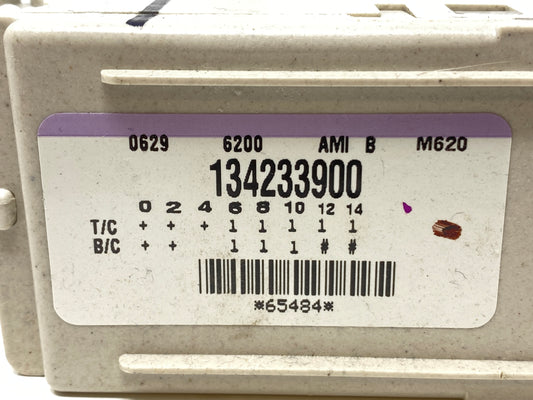 0629 6200 AMI B M620
134233900
0 2 4 6 8 10 12 14
T/C + + + 1 1 1 1 1
B/C + + 1 1 1 # #
*65484*